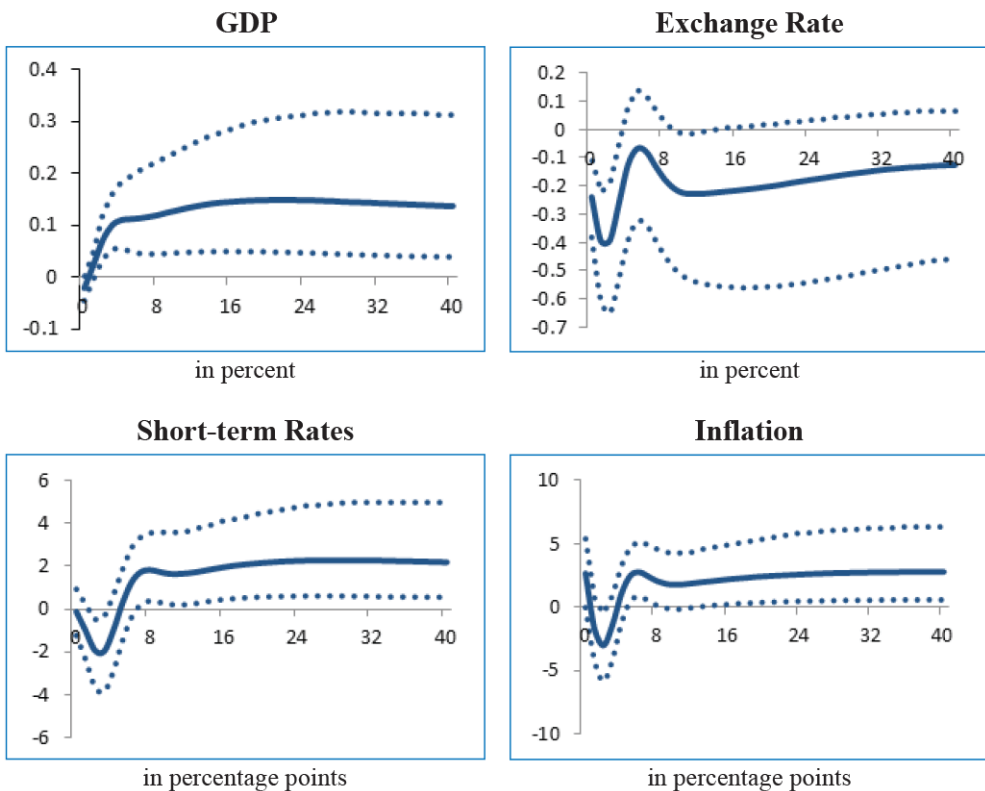 GDP
0.4
0.3
0.2
0.1
0
-0.1
0 8 16 24 32 40
in percent
Exchange Rate
0.2
0.1
0
-0.1
-0.2
-0.3
-0.4
-0.5
-0.6
-0.7
0 8 16 24 32 40
in percent
Short-term Rates
6
4
2
0
-2
-4
-6
0 8 16 24 32 40
in percentage points
Inflation
10
5
0
-5
-10
0 8 16 24 32 40
in percentage points